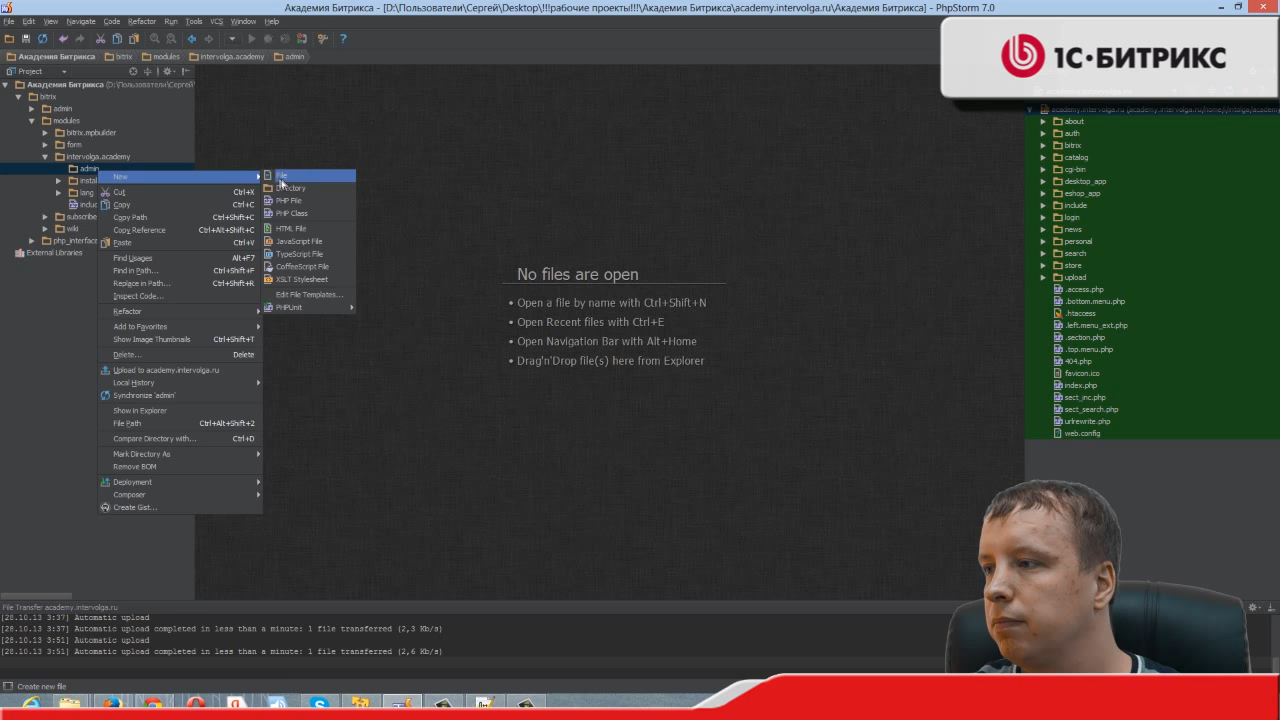 Академия Битрикса - [D:\Пользователи\Сергей\Desktop\!!!рабочие проекты!!!\Академия Битрикса\academy.intervolga.ru\Академия Битрикса] - PhpStorm 7.0
File Edit View Navigate Code Refactor Run Tools VCS Window Help
Академия Битрикса bitrix modules intervolga.academy admin
1С·БИТРИКС
Project
Академия Битрикса (D:\Пользователи\Сергей\
bitrix
admin
modules
bitrix.mpbuilder
form
intervolga.academy
admin
instal
lang
includ
subscribe
wiki
php_interface
External Libraries
New
Cut Ctrl+X
Copy Ctrl+C
Copy Path Ctrl+Shift+C
Copy Reference Ctrl+Alt+Shift+C
Paste Ctrl+V
Find Usages Alt+F7
Find in Path... Ctrl+Shift+F
Replace in Path... Ctrl+Shift+R
Inspect Code...
Refactor
Add to Favorites
Show Image Thumbnails Ctrl+Shift+T
Delete... Delete
Upload to academy.intervolga.ru
Local History
Synchronize 'admin'
Show in Explorer
File Path Ctrl+Alt+Shift+2
Compare Directory with... Ctrl+D
Mark Directory As
Remove BOM
Deployment
Composer
Create Gist...
File
Directory
PHP File
PHP Class
HTML File
JavaScript File
TypeScript File
CoffeeScript File
XSLT Stylesheet
Edit File Templates...
PHPUnit
No files are open
• Open a file by name with Ctrl+Shift+N
• Open Recent files with Ctrl+E
• Open Navigation Bar with Alt+Home
• Drag'n'Drop file(s) here from Explorer
academy.intervolga.ru (academy.intervolga.ru/home/
about
auth
bitrix
catalog
cgi-bin
desktop_app
eshop_app
include
login
news
personal
search
store
upload
.access.php
.bottom.menu.php
.htaccess
.left.menu_ext.php
.section.php
.top.menu.php
404.php
favicon.ico
index.php
sect_inc.php
sect_search.php
urlrewrite.php
web.config
File Transfer academy.intervolga.ru
[28.10.13 3:37] Automatic upload
[28.10.13 3:37] Automatic upload completed in less than a minute: 1 file transferred (2,3 Kb/s)
[28.10.13 3:51] Automatic upload
[28.10.13 3:51] Automatic upload completed in less than a minute: 1 file transferred (2,6 Kb/s)
Create new file